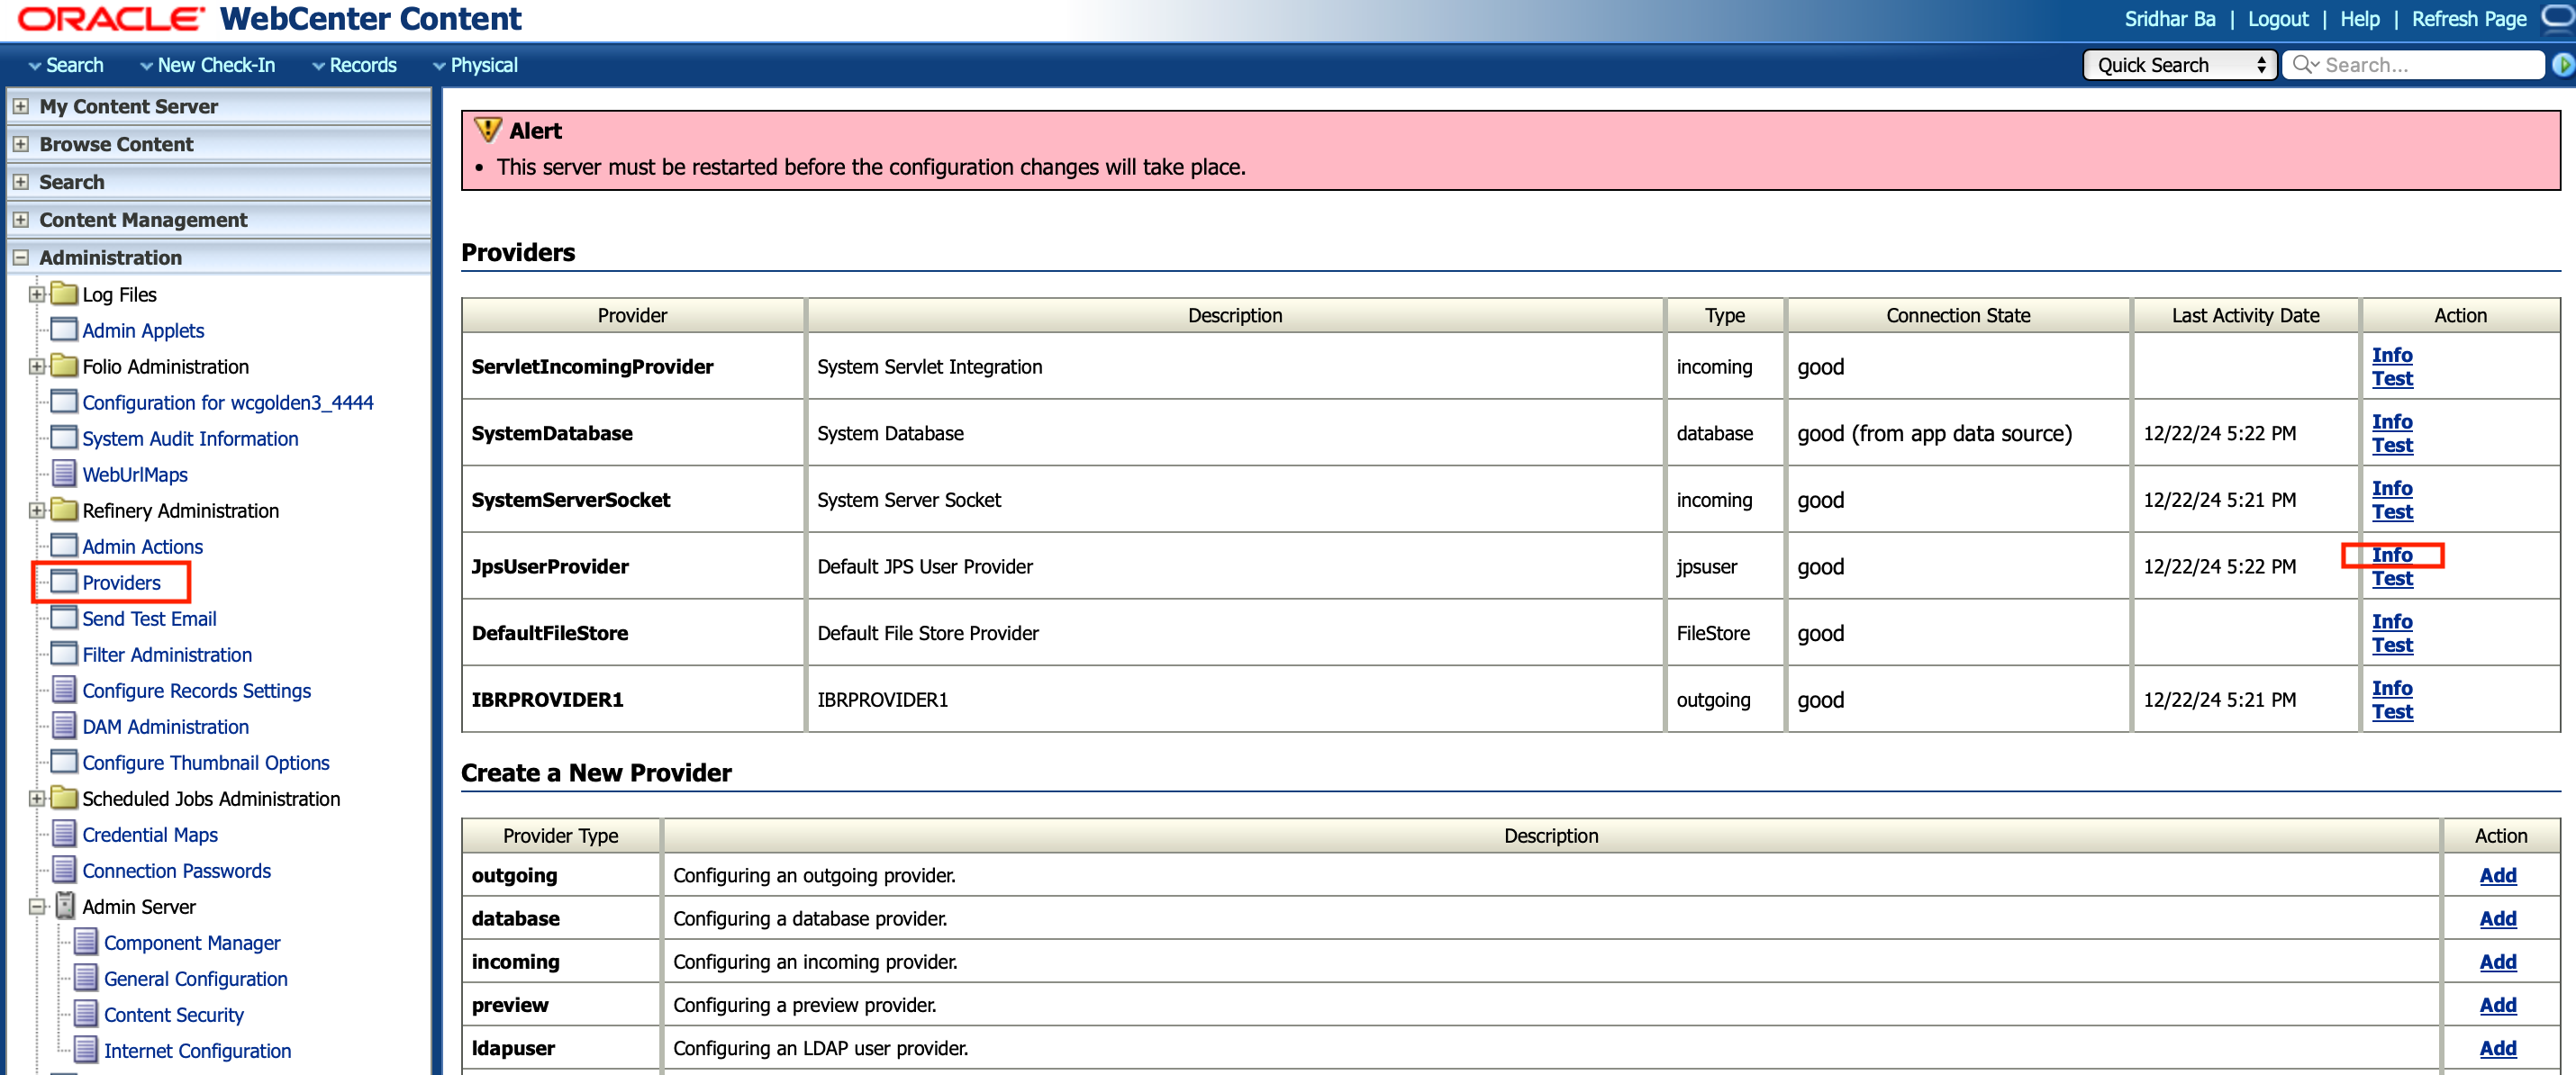 ORACLE WebCenter Content
Sridhar Ba | Logout | Help | Refresh Page
Search New Check-In Records Physical
Quick Search Search...
My Content Server
Browse Content
Search
Content Management
Administration
Log Files
Admin Applets
Folio Administration
Configuration for wcgolden3_4444
System Audit Information
WebUrlMaps
Refinery Administration
Admin Actions
Providers
Send Test Email
Filter Administration
Configure Records Settings
DAM Administration
Configure Thumbnail Options
Scheduled Jobs Administration
Credential Maps
Connection Passwords
Admin Server
Component Manager
General Configuration
Content Security
Internet Configuration
Alert
• This server must be restarted before the configuration changes will take place.
Providers
Provider Description Type Connection State Last Activity Date Action
ServletIncomingProvider System Servlet Integration incoming good Info
Test
SystemDatabase System Database database good (from app data source) 12/22/24 5:22 PM Info
Test
SystemServerSocket System Server Socket incoming good 12/22/24 5:21 PM Info
Test
JpsUserProvider Default JPS User Provider jpsuser good 12/22/24 5:22 PM Info
Test
DefaultFileStore Default File Store Provider FileStore good Info
Test
IBRPROVIDER1 IBRPROVIDER1 outgoing good 12/22/24 5:21 PM Info
Test
Create a New Provider
Provider Type Description Action
outgoing Configuring an outgoing provider. Add
database Configuring a database provider. Add
incoming Configuring an incoming provider. Add
preview Configuring a preview provider. Add
ldapuser Configuring an LDAP user provider. Add